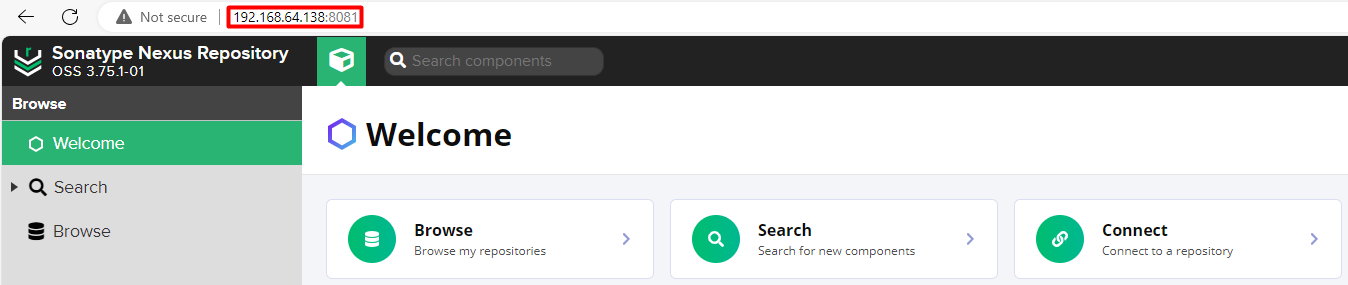 Not secure
192.168.64.138:8081
Sonatype Nexus Repository
OSS 3.75.1-01
Search components
Browse
Welcome
Search
Browse
Welcome
Browse
Browse my repositories
Search
Search for new components
Connect
Connect to a repository